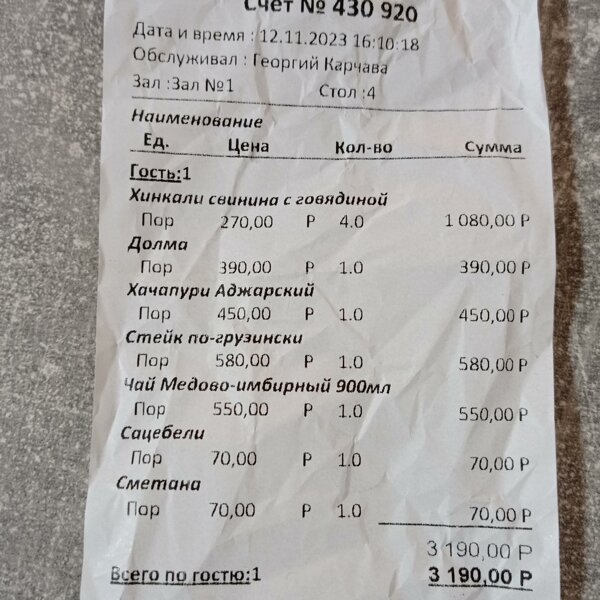 Счет № 430 920
Дата и время : 12.11.2023 16:10:18
Обслуживал : Георгий Карчава
Зал :Зал №1 Стол :4
Наименование
Ед. Цена Кол-во Сумма
Гость:1
Хинкали свинина с говядиной
Пор 270,00 Р 4.0 1 080,00 Р
Долма
Пор 390,00 Р 1.0 390,00 Р
Хачапури Аджарский
Пор 450,00 Р 1.0 450,00 Р
Стейк по-грузински
Пор 580,00 Р 1.0 580,00 Р
Чай Медово-имбирный 900мл
Пор 550,00 Р 1.0 550,00 Р
Сацебели
Пор 70,00 Р 1.0 70,00 Р
Сметана
Пор 70,00 Р 1.0 70,00 Р
3 190,00 Р
Всего по гостю:1 3 190,00 Р